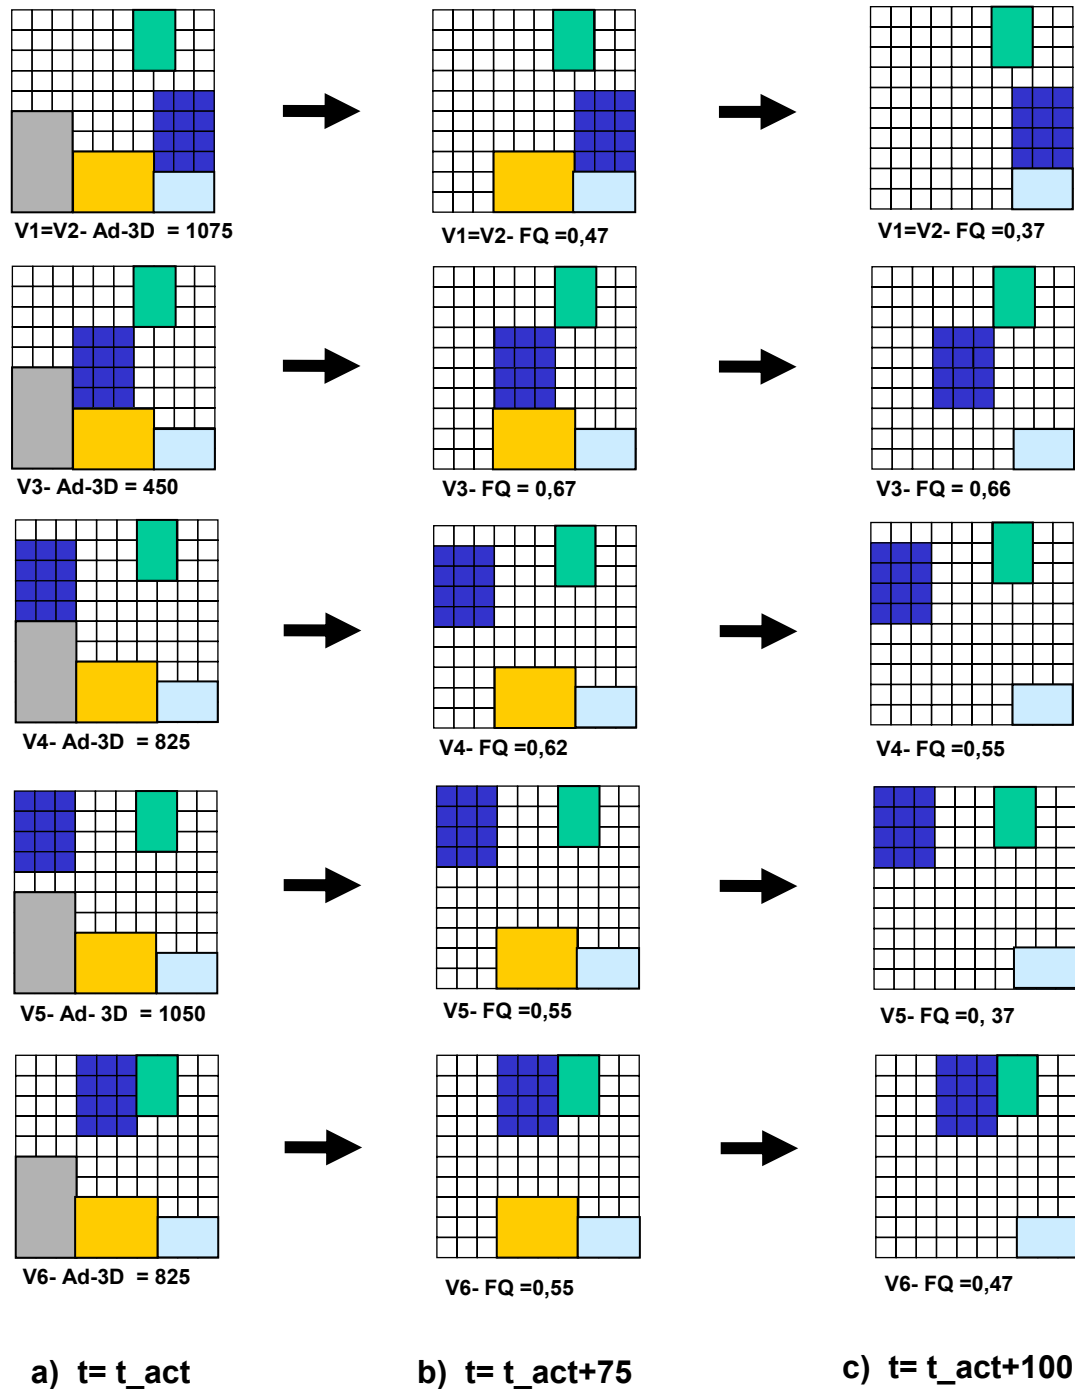 V1=V2- Ad-3D = 1075
V1=V2- FQ =0,47
V1=V2- FQ =0,37
V3- Ad-3D = 450
V3- FQ = 0,67
V3- FQ = 0,66
V4- Ad-3D = 825
V4- FQ =0,62
V4- FQ =0,55
V5- Ad- 3D = 1050
V5- FQ =0,55
V5- FQ =0, 37
V6- Ad-3D = 825
V6- FQ =0,55
V6- FQ =0,47
a) t= t_act
b) t= t_act+75
c) t= t_act+100